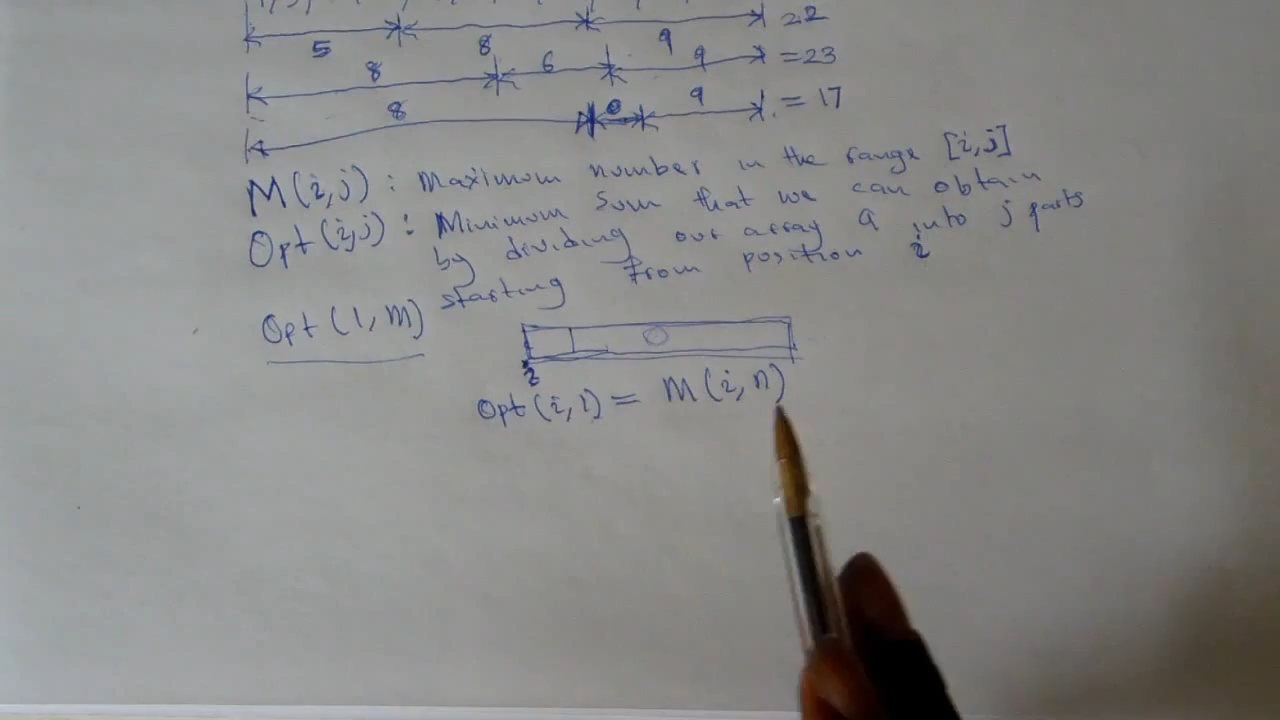 5 8 9 22
8 6 9 =23
8 0 9 = 17
M(i,j) : Maximum number in the range [i,j]
Opt(i,j) : Minimum sum that we can obtain
by dividing our array a into j parts
starting from position i
Opt(1,M)
i
Opt(i,1) = M(i,n)